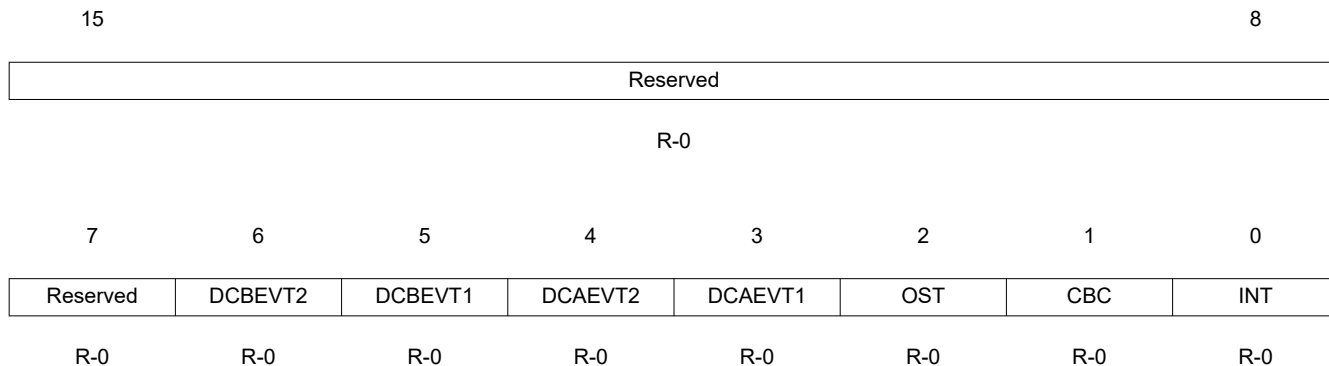 15 8
Reserved
R-0
7 6 5 4 3 2 1 0
Reserved DCBEVT2 DCBEVT1 DCAEVT2 DCAEVT1 OST CBC INT
R-0 R-0 R-0 R-0 R-0 R-0 R-0 R-0